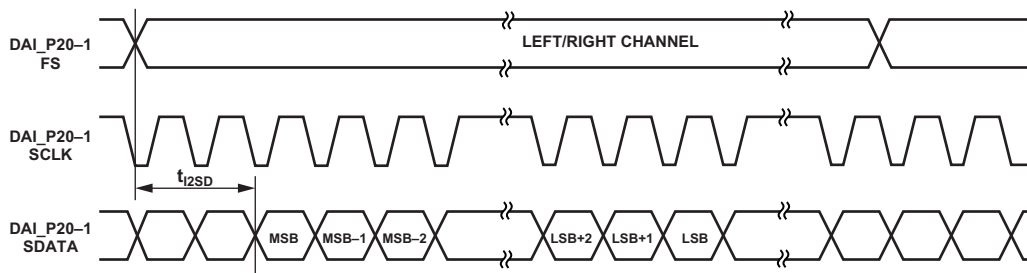 DAI_P20–1
FS
LEFT/RIGHT CHANNEL
DAI_P20–1
SCLK
tI2SD
DAI_P20–1
SDATA
MSB
MSB–1
MSB–2
LSB+2
LSB+1
LSB